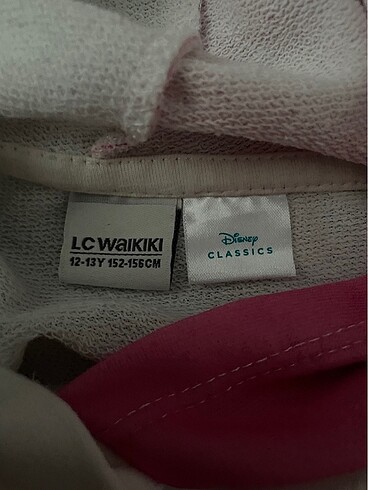 LC WAIKIKI
12-13Y 152-156CM
Disney
CLASSICS